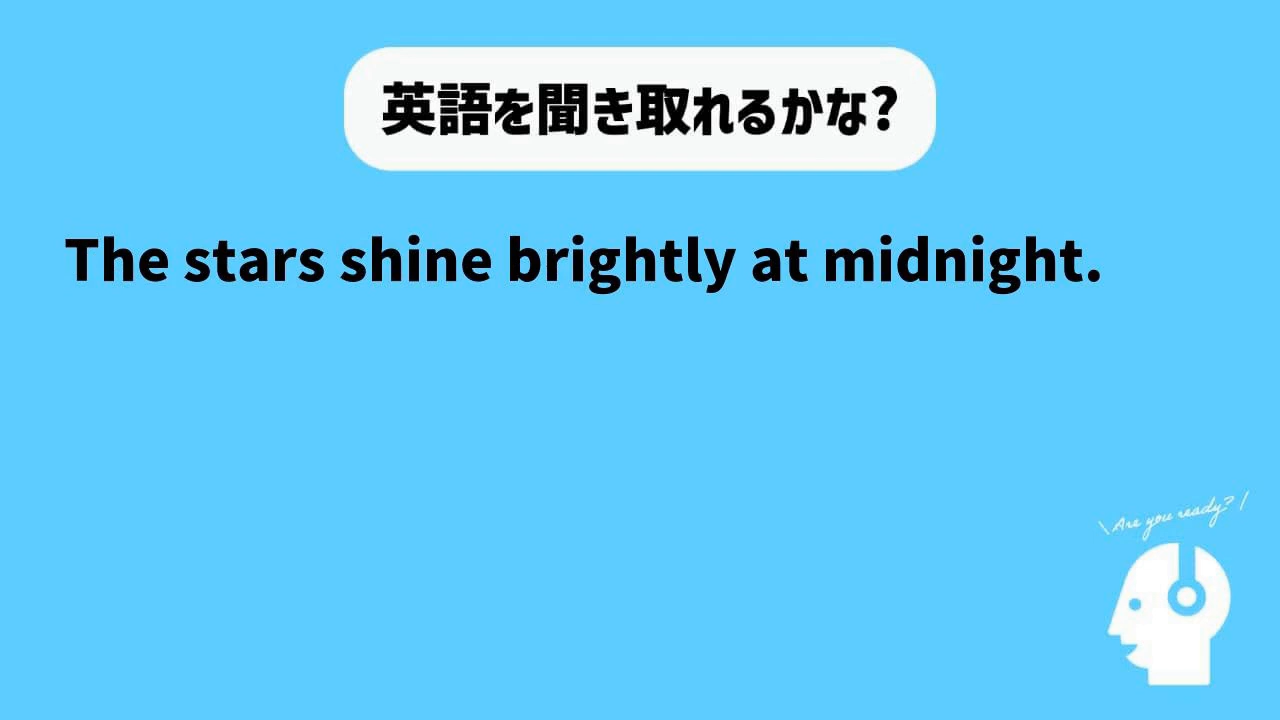 英語を聞き取れるかな?
The stars shine brightly at midnight.
\Are you ready?/